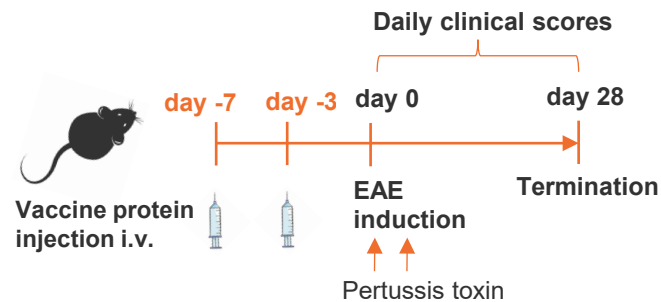 Daily clinical scores
day -7
day -3
day 0
day 28
Vaccine protein
injection i.v.
EAE
induction
Termination
Pertussis toxin